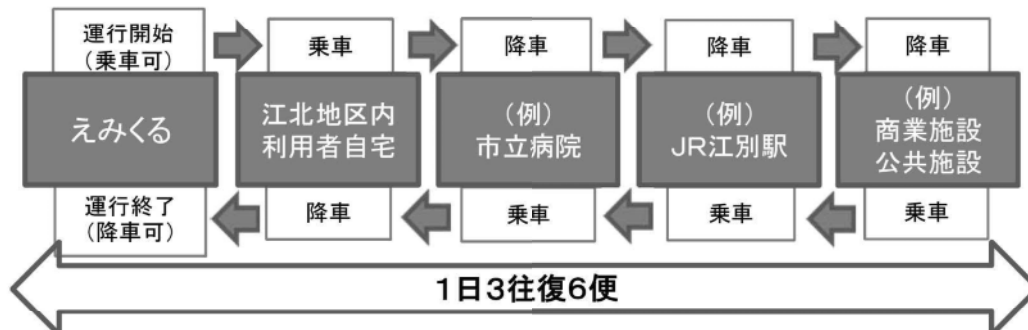 運行開始
(乗車可)
乗車
降車
降車
降車
えみくる
江北地区内
利用者自宅
(例)
市立病院
(例)
JR江別駅
(例)
商業施設
公共施設
運行終了
(降車可)
降車
乗車
乗車
乗車
1日3往復6便